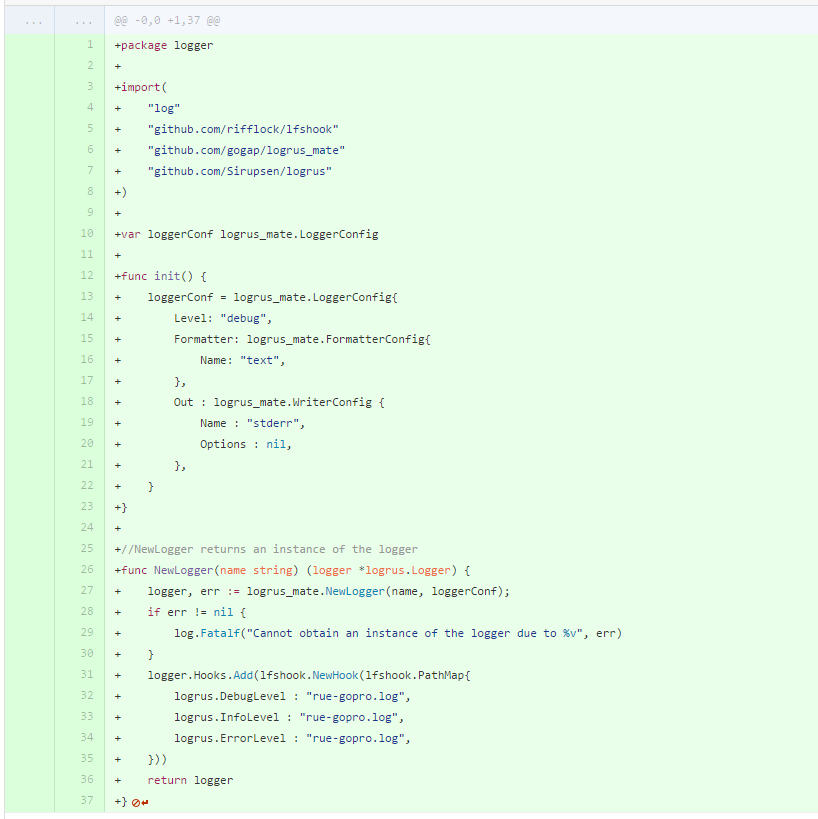 ... ... @@ -0,0 +1,37 @@
1 +package logger
2 +
3 +import(
4 +    "log"
5 +    "github.com/rifflock/lfshook"
6 +    "github.com/gogap/logrus_mate"
7 +    "github.com/Sirupsen/logrus"
8 +)
9 +
10 +var loggerConf logrus_mate.LoggerConfig
11 +
12 +func init() {
13 +    loggerConf = logrus_mate.LoggerConfig{
14 +        Level: "debug",
15 +        Formatter: logrus_mate.FormatterConfig{
16 +            Name: "text",
17 +        },
18 +        Out : logrus_mate.WriterConfig {
19 +            Name : "stderr",
20 +            Options : nil,
21 +        },
22 +    }
23 +}
24 +
25 +//NewLogger returns an instance of the logger
26 +func NewLogger(name string) (logger *logrus.Logger) {
27 +    logger, err := logrus_mate.NewLogger(name, loggerConf);
28 +    if err != nil {
29 +        log.Fatalf("Cannot obtain an instance of the logger due to %v", err)
30 +    }
31 +    logger.Hooks.Add(lfshook.NewHook(lfshook.PathMap{
32 +        logrus.DebugLevel : "rue-gopro.log",
33 +        logrus.InfoLevel : "rue-gopro.log",
34 +        logrus.ErrorLevel : "rue-gopro.log",
35 +    }))
36 +    return logger
37 +}